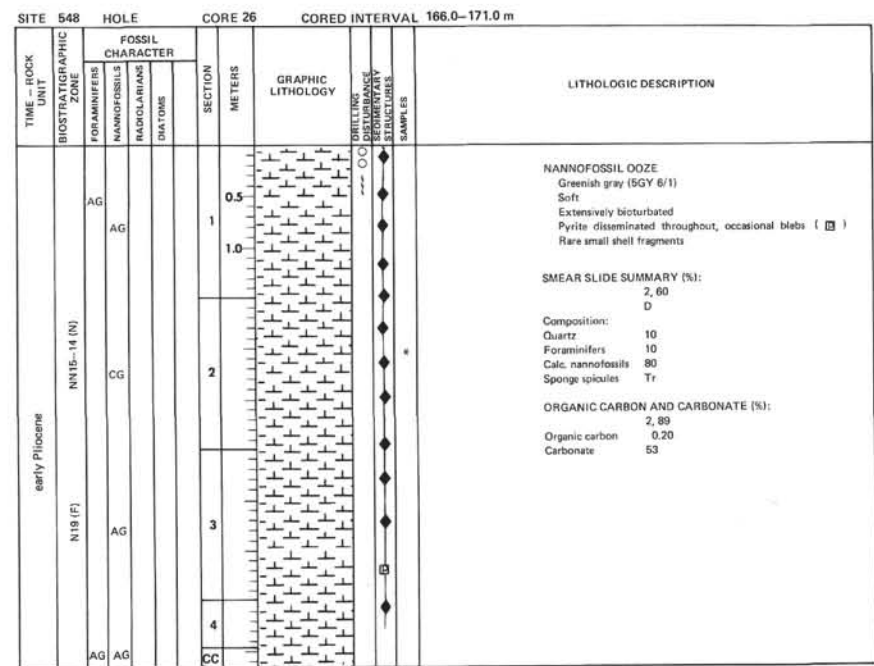 SITE 548 HOLE CORE 26 CORED INTERVAL 166.0–171.0 m
TIME – ROCK UNIT
BIOSTRATIGRAPHIC ZONE
FOSSIL CHARACTER
FORAMINIFERS
NANNOFOSSILS
RADIOLARIANS
DIATOMS
SECTION
METERS
GRAPHIC LITHOLOGY
DRILLING DISTURBANCE
SEDIMENTARY STRUCTURES
SAMPLES
LITHOLOGIC DESCRIPTION
early Pliocene
NN15–14 (N)
N19 (F)
AG
AG
CG
AG
AG AG
1
0.5
1.0
2
3
4
CC
P
*
NANNOFOSSIL OOZE
Greenish gray (5GY 6/1)
Soft
Extensively bioturbated
Pyrite disseminated throughout, occasional blebs ( P )
Rare small shell fragments
SMEAR SLIDE SUMMARY (%):
2, 60
D
Composition:
Quartz 10
Foraminifers 10
Calc. nannofossils 80
Sponge spicules Tr
ORGANIC CARBON AND CARBONATE (%):
2, 89
Organic carbon 0.20
Carbonate 53